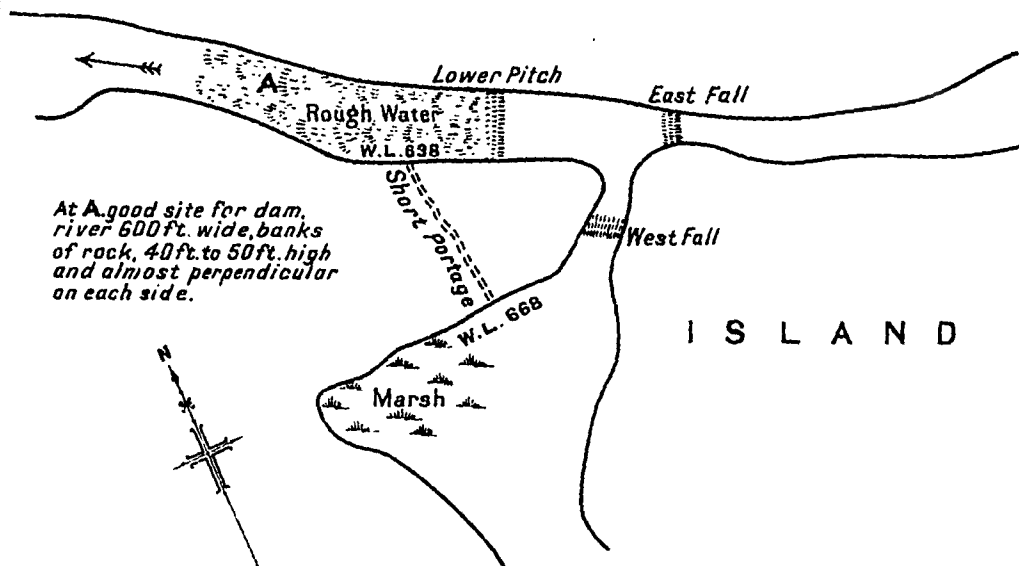 Lower Pitch
East Fall
A
Rough Water
W.L. 638
At A good site for dam,
river 600 ft. wide, banks
of rock, 40 ft. to 50 ft. high
and almost perpendicular
on each side.
Short Portage
West Fall
W.L. 668
ISLAND
Marsh
N